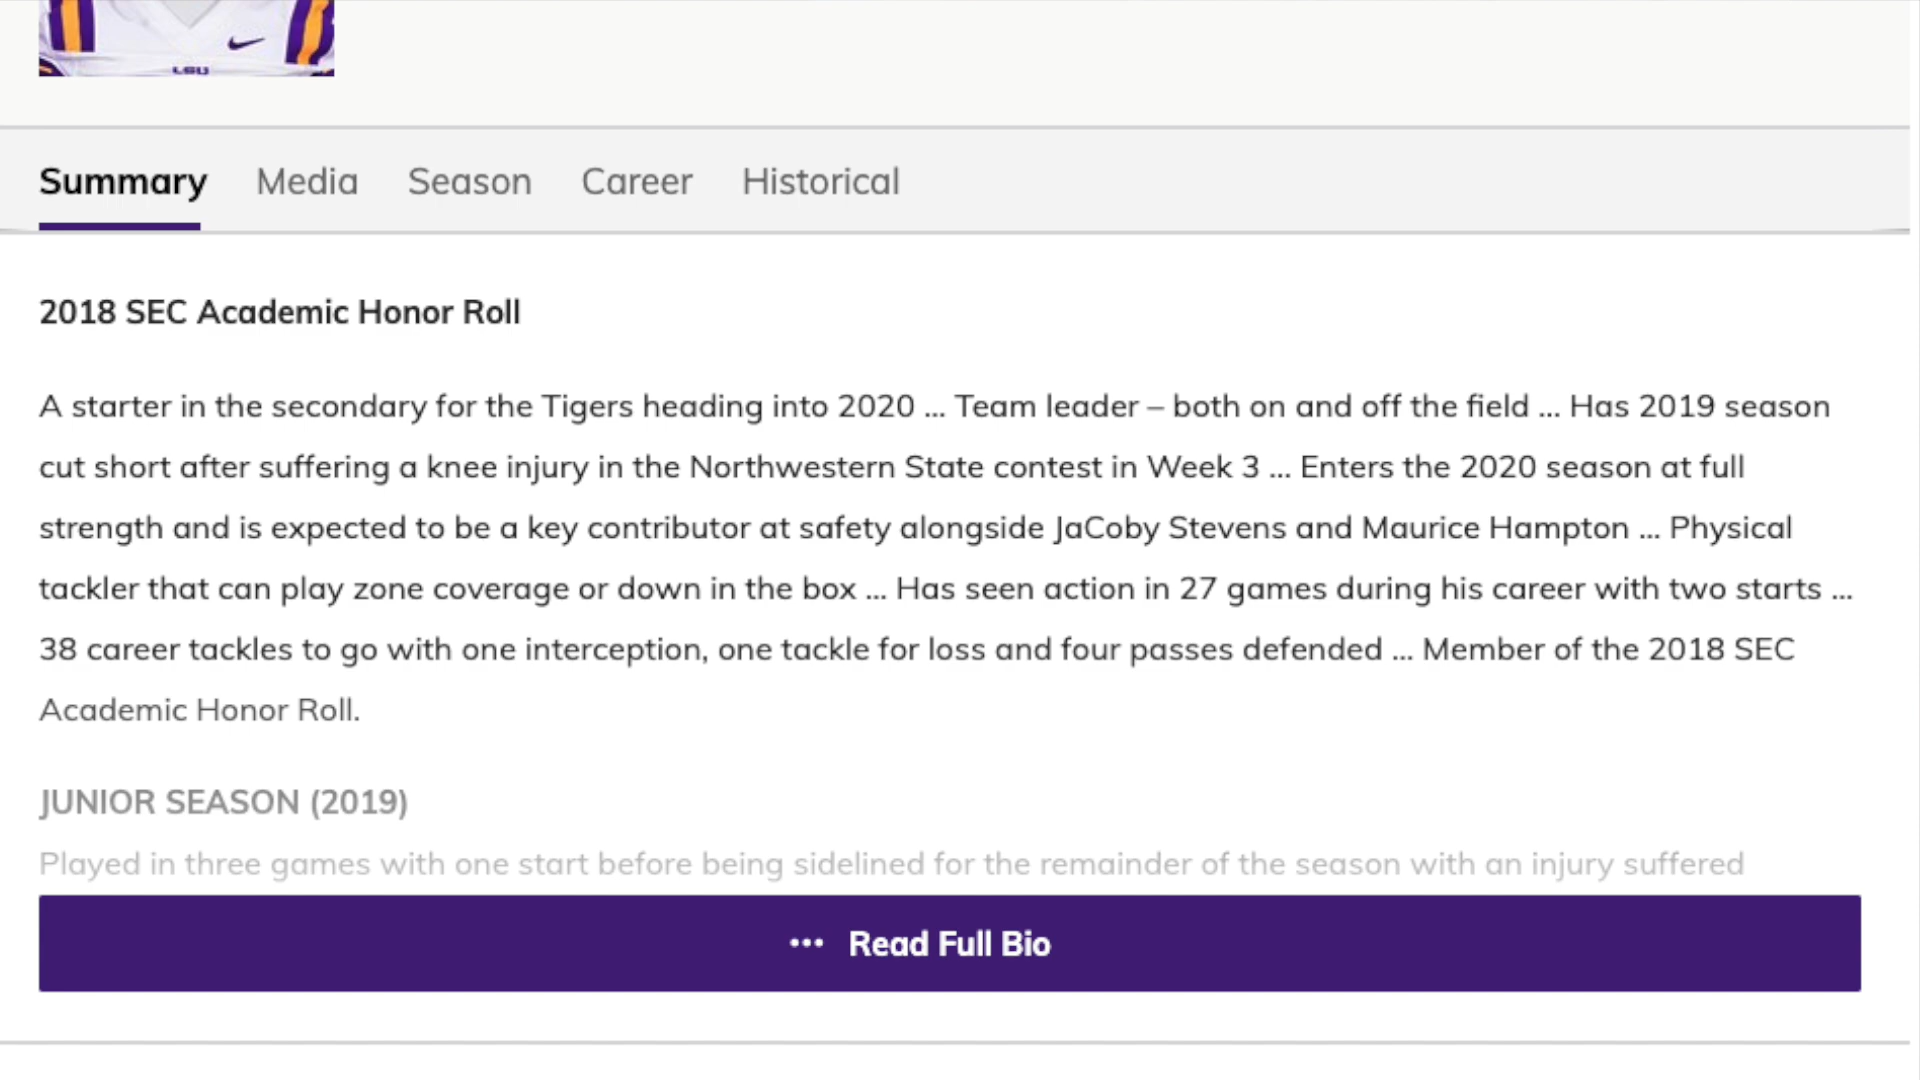 LSU
Summary Media Season Career Historical
2018 SEC Academic Honor Roll
A starter in the secondary for the Tigers heading into 2020 ... Team leader – both on and off the field ... Has 2019 season
cut short after suffering a knee injury in the Northwestern State contest in Week 3 ... Enters the 2020 season at full
strength and is expected to be a key contributor at safety alongside JaCoby Stevens and Maurice Hampton ... Physical
tackler that can play zone coverage or down in the box ... Has seen action in 27 games during his career with two starts ...
38 career tackles to go with one interception, one tackle for loss and four passes defended ... Member of the 2018 SEC
Academic Honor Roll.
JUNIOR SEASON (2019)
Played in three games with one start before being sidelined for the remainder of the season with an injury suffered
••• Read Full Bio